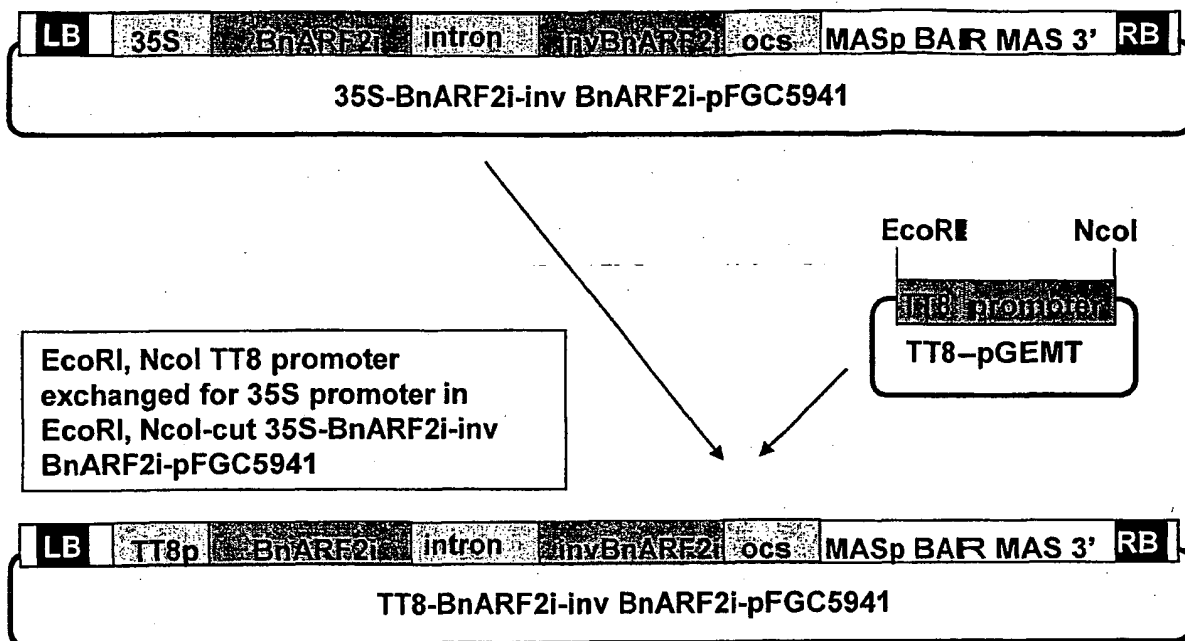 LB 35S BnARF2i intron invBnARF2i ocs MASp BAR MAS 3' RB
35S-BnARF2i-inv BnARF2i-pFGC5941
EcoRI NcoI
TT8 promoter
TT8–pGEMT
EcoRI, NcoI TT8 promoter
exchanged for 35S promoter in
EcoRI, NcoI-cut 35S-BnARF2i-inv
BnARF2i-pFGC5941
LB TT8p BnARF2i intron invBnARF2i ocs MASp BAR MAS 3' RB
TT8-BnARF2i-inv BnARF2i-pFGC5941